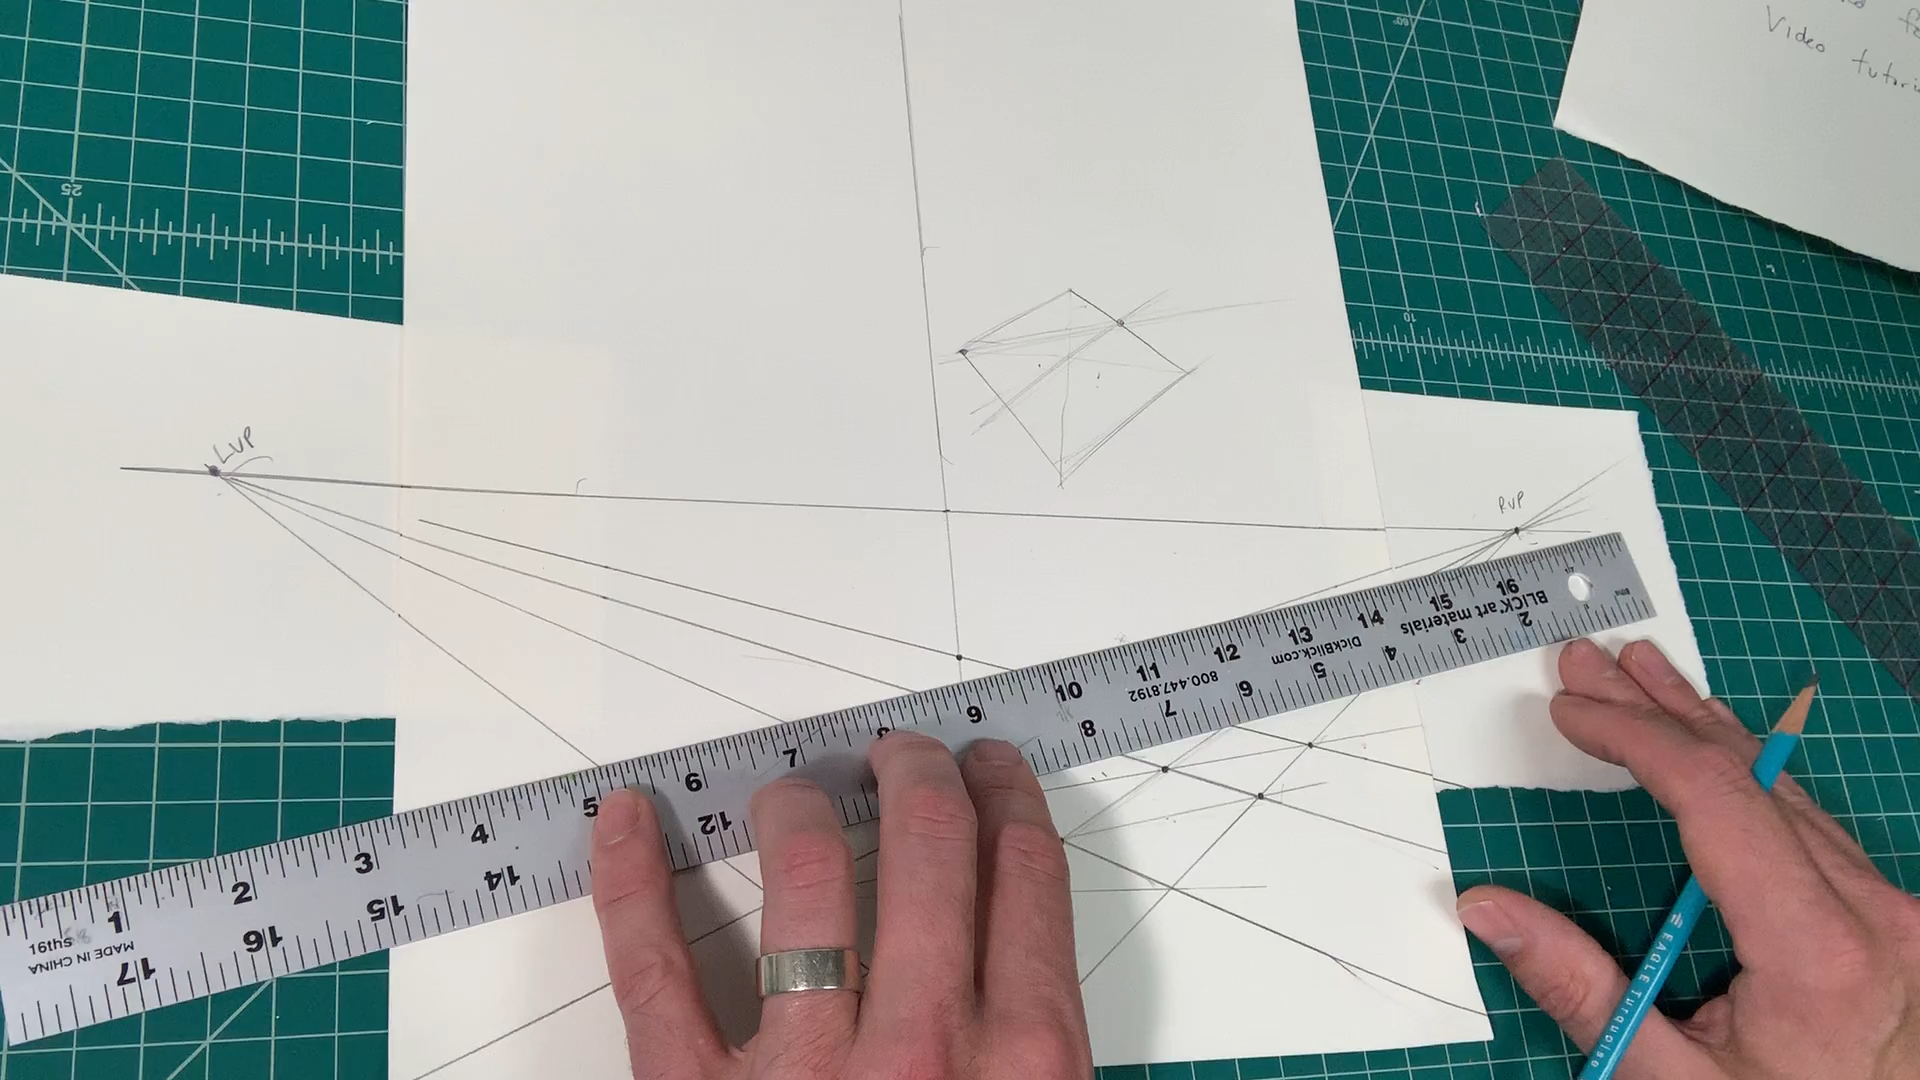 Video tutori
60°
25
10
LVP
RVP
1 2 3 4 5 6 7 8 9 10 11 12 13 14 15 16
BLICK art materials
DickBlick.com
800.447.8192
2 3 4 5 6 7 8 12 14 15 16 17
16ths
MADE IN CHINA
EAGLE TURQUOISE